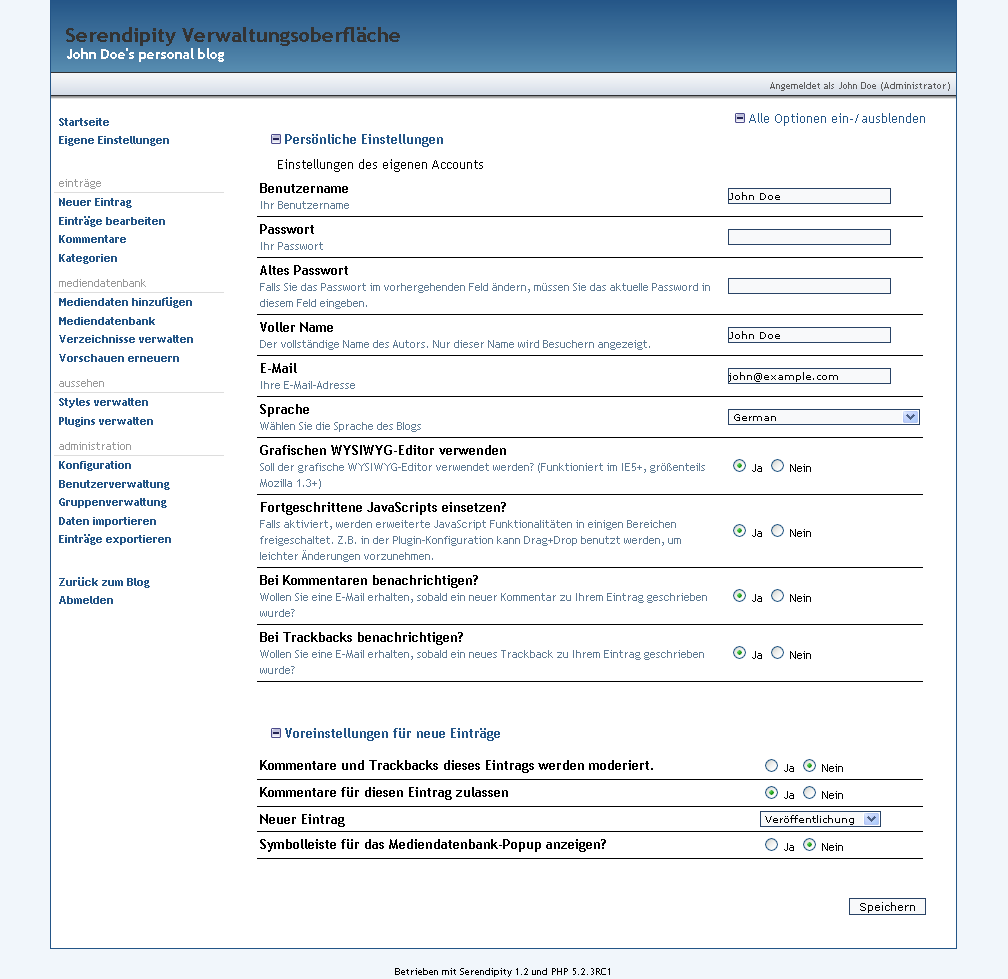 Serendipity Verwaltungsoberfläche
John Doe's personal blog
Angemeldet als John Doe (Administrator)
Startseite
Eigene Einstellungen
einträge
Neuer Eintrag
Einträge bearbeiten
Kommentare
Kategorien
mediendatenbank
Mediendaten hinzufügen
Mediendatenbank
Verzeichnisse verwalten
Vorschauen erneuern
aussehen
Styles verwalten
Plugins verwalten
administration
Konfiguration
Benutzerverwaltung
Gruppenverwaltung
Daten importieren
Einträge exportieren
Zurück zum Blog
Abmelden
Alle Optionen ein-/ausblenden
Persönliche Einstellungen
Einstellungen des eigenen Accounts
Benutzername
Ihr Benutzername
John Doe
Passwort
Ihr Passwort
Altes Passwort
Falls Sie das Passwort im vorhergehenden Feld ändern, müssen Sie das aktuelle Password in
diesem Feld eingeben.
Voller Name
Der vollständige Name des Autors. Nur dieser Name wird Besuchern angezeigt.
John Doe
E-Mail
Ihre E-Mail-Adresse
john@example.com
Sprache
Wählen Sie die Sprache des Blogs
German
Grafischen WYSIWYG-Editor verwenden
Soll der grafische WYSIWYG-Editor verwendet werden? (Funktioniert im IE5+, größenteils
Mozilla 1.3+)
Ja Nein
Fortgeschrittene JavaScripts einsetzen?
Falls aktiviert, werden erweiterte JavaScript Funktionalitäten in einigen Bereichen
freigeschaltet. Z.B. in der Plugin-Konfiguration kann Drag+Drop benutzt werden, um
leichter Änderungen vorzunehmen.
Ja Nein
Bei Kommentaren benachrichtigen?
Wollen Sie eine E-Mail erhalten, sobald ein neuer Kommentar zu Ihrem Eintrag geschrieben
wurde?
Ja Nein
Bei Trackbacks benachrichtigen?
Wollen Sie eine E-Mail erhalten, sobald ein neues Trackback zu Ihrem Eintrag geschrieben
wurde?
Ja Nein
Voreinstellungen für neue Einträge
Kommentare und Trackbacks dieses Eintrags werden moderiert.
Ja Nein
Kommentare für diesen Eintrag zulassen
Ja Nein
Neuer Eintrag
Veröffentlichung
Symbolleiste für das Mediendatenbank-Popup anzeigen?
Ja Nein
Speichern
Betrieben mit Serendipity 1.2 und PHP 5.2.3RC1